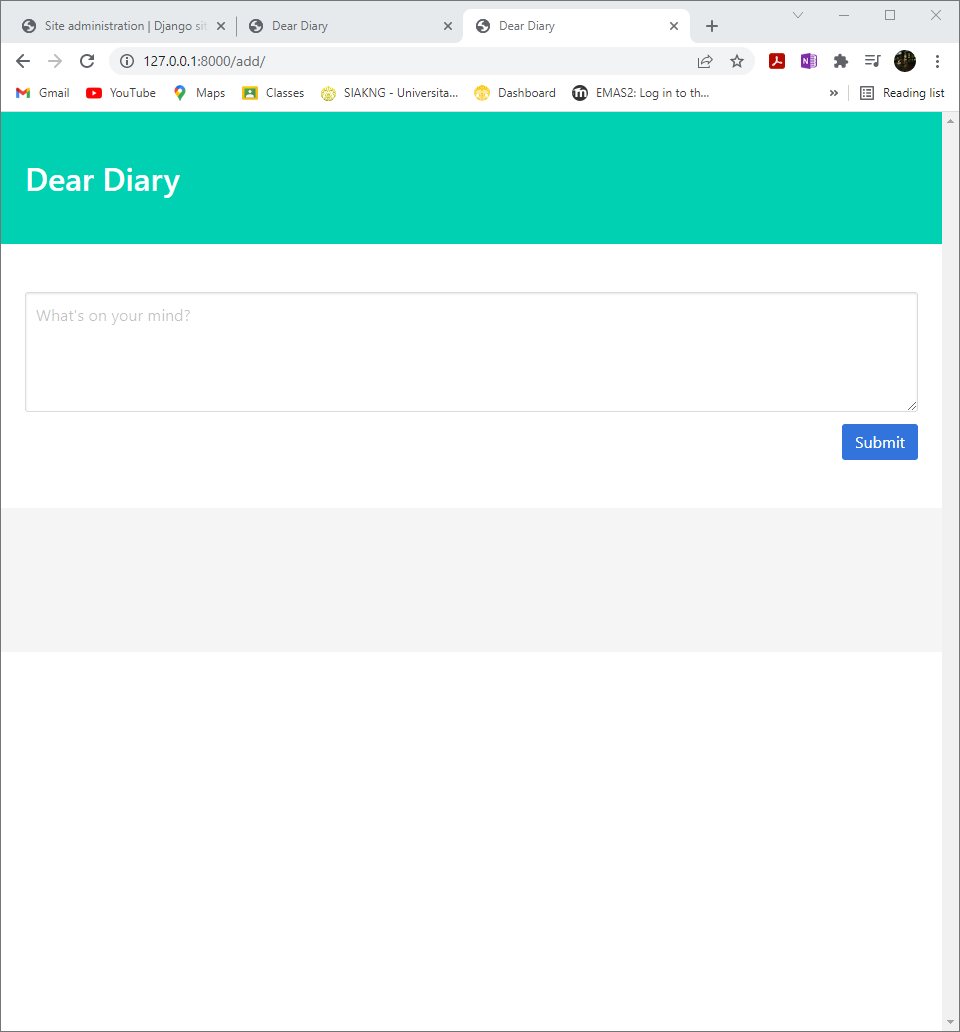 Site administration | Django sit
Dear Diary
Dear Diary
127.0.0.1:8000/add/
Gmail
YouTube
Maps
Classes
SIAKNG - Universita...
Dashboard
EMAS2: Log in to th...
»
Reading list
Dear Diary
What's on your mind?
Submit